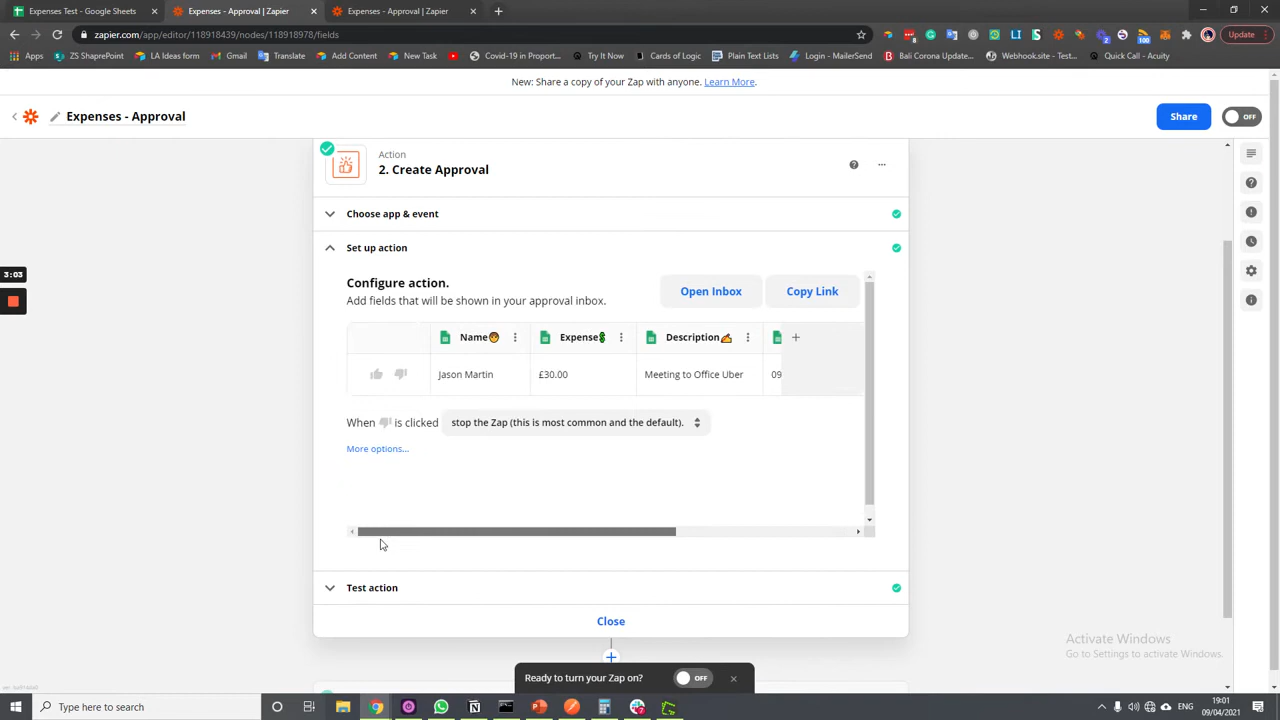 Expenses Test - Google Sheets
Expenses - Approval | Zapier
Expenses - Approval | Zapier
zapier.com/app/editor/118918439/nodes/118918978/fields
Update
Apps
ZS SharePoint
LA Ideas form
Gmail
Translate
Add Content
New Task
Covid-19 in Proport...
Try It Now
Cards of Logic
Plain Text Lists
Login - MailerSend
Bali Corona Update...
Webhook.site - Test...
Quick Call - Acuity
New: Share a copy of your Zap with anyone. Learn More.
Expenses - Approval
Share
OFF
Action
2. Create Approval
Choose app & event
Set up action
3:03
Configure action.
Add fields that will be shown in your approval inbox.
Open Inbox
Copy Link
Name
Expense
Description
Jason Martin
£30.00
Meeting to Office Uber
09
When is clicked stop the Zap (this is most common and the default).
More options...
Test action
Close
Activate Windows
Go to Settings to activate Windows.
Ready to turn your Zap on?
OFF
Type here to search
ENG
19:01
09/04/2021